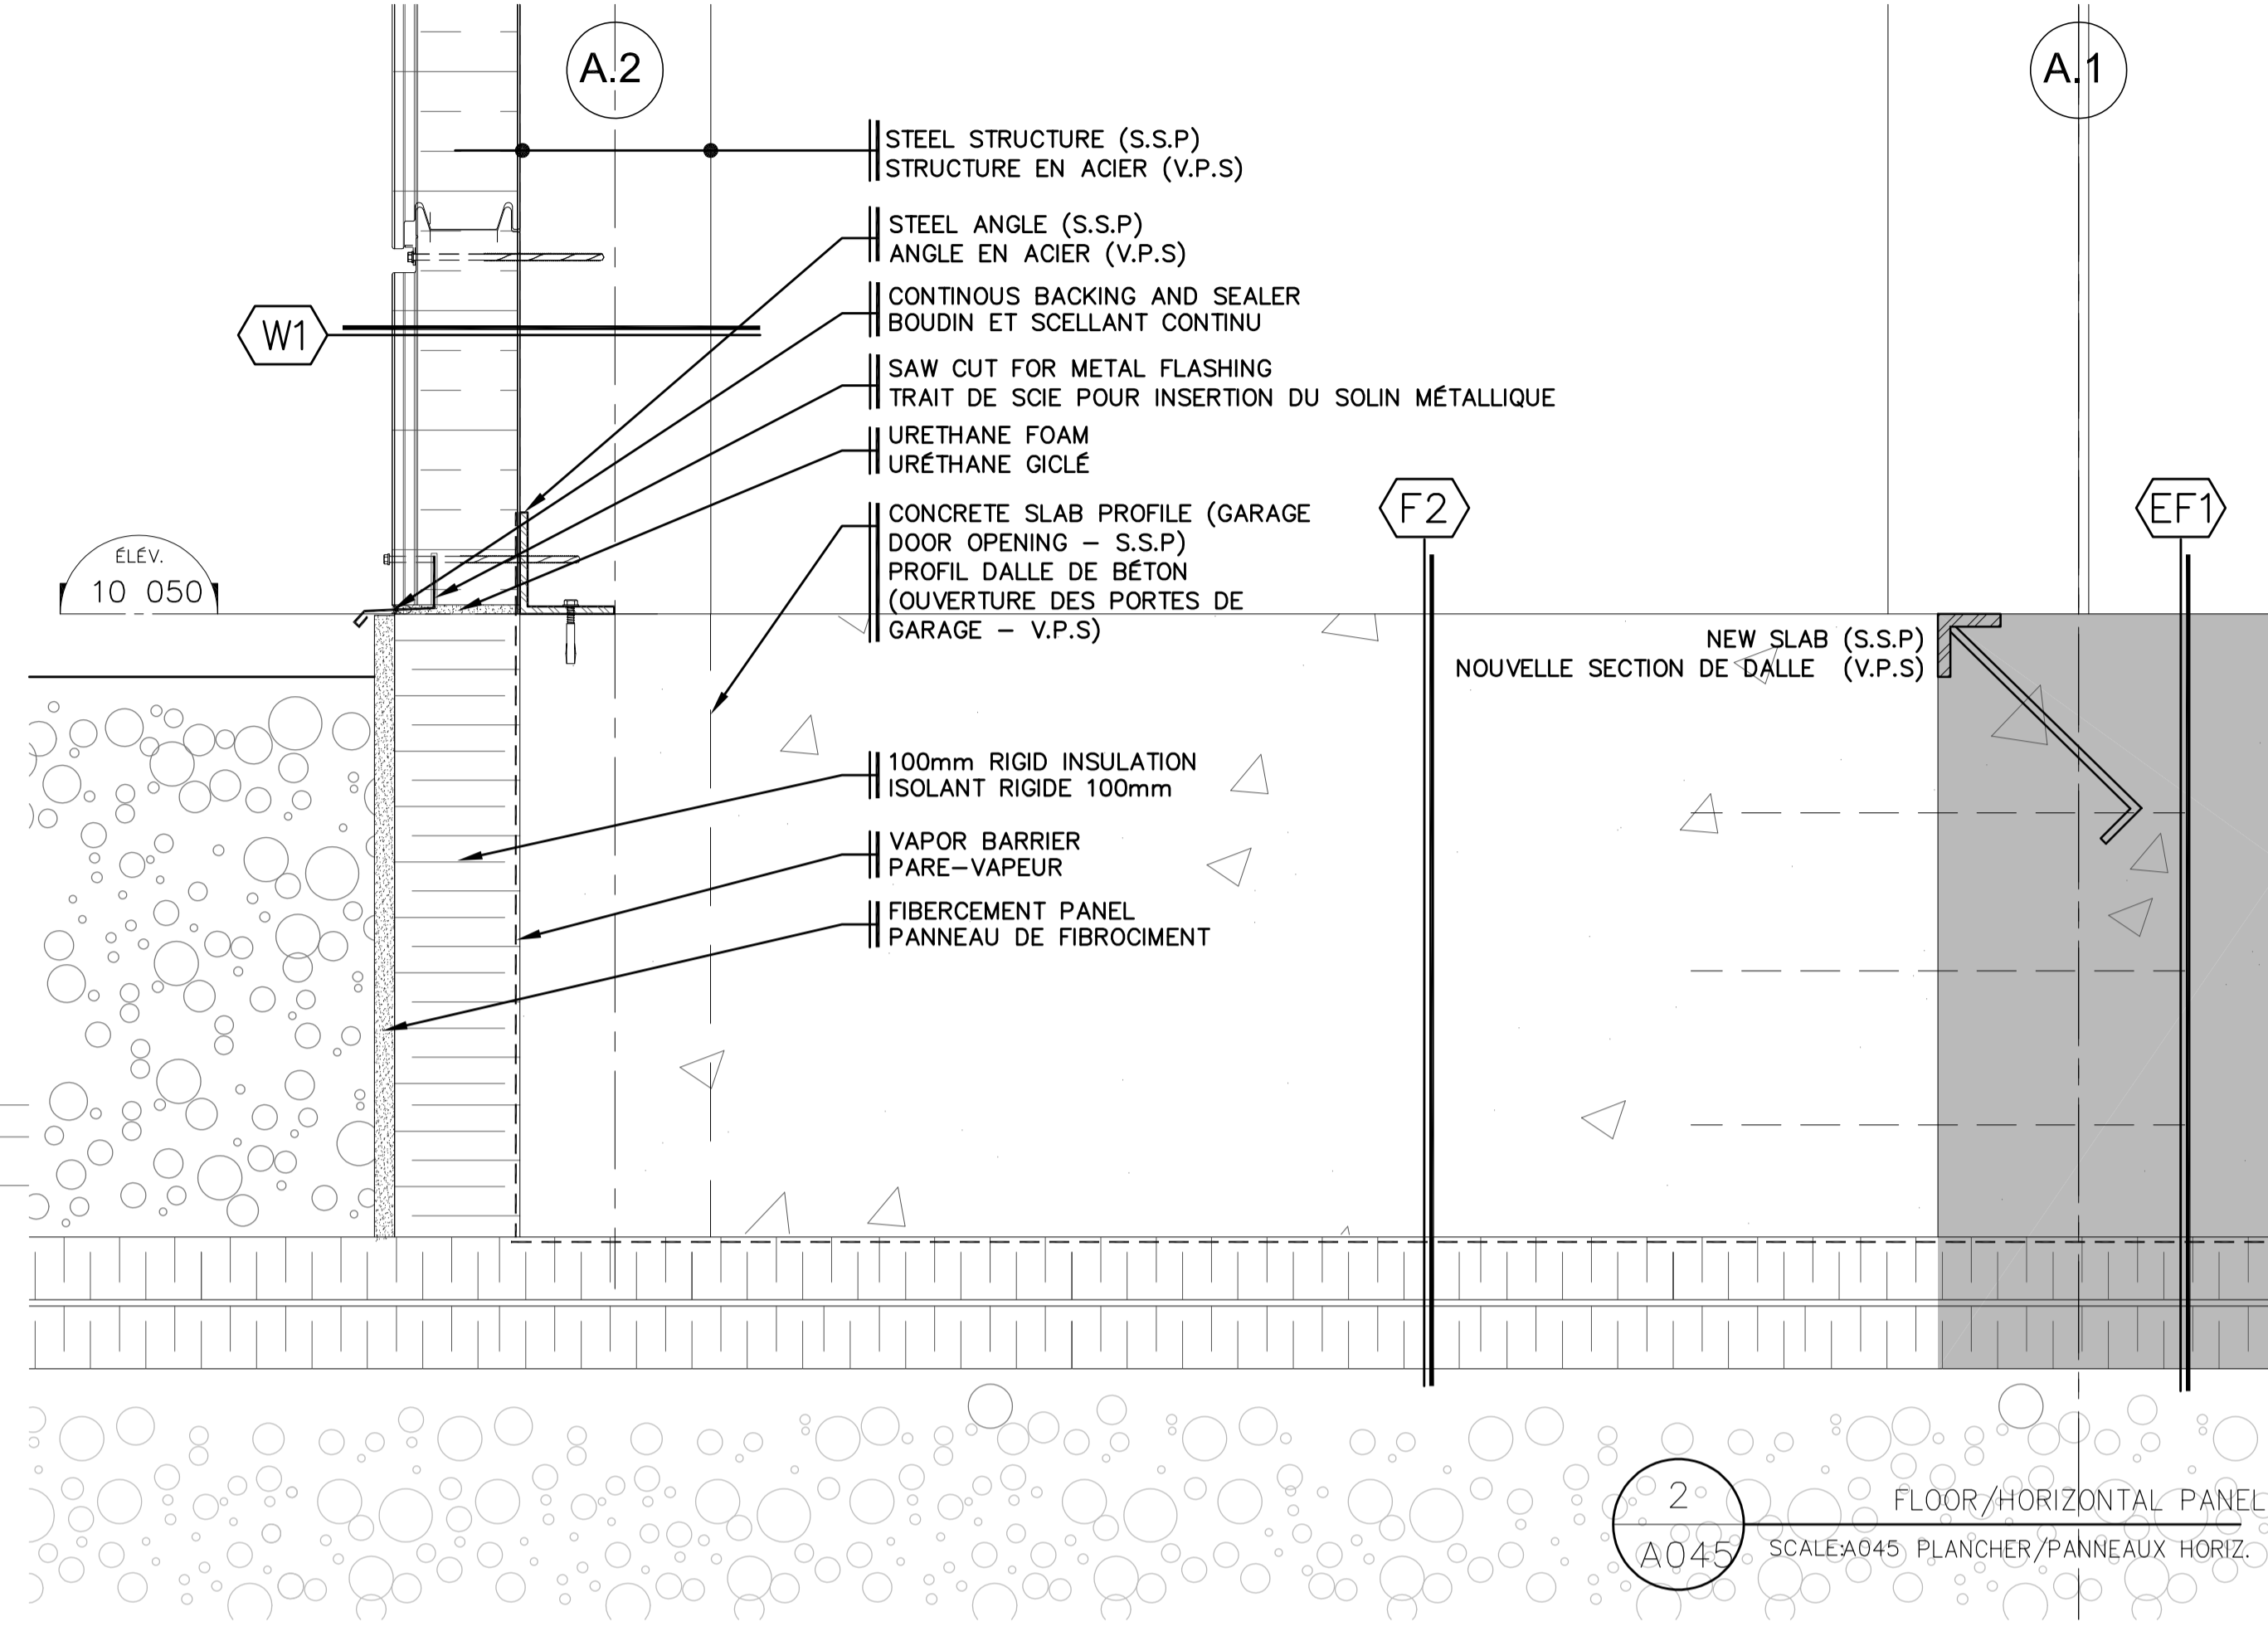 A.2
A.1
STEEL STRUCTURE (S.S.P)
STRUCTURE EN ACIER (V.P.S)
STEEL ANGLE (S.S.P)
ANGLE EN ACIER (V.P.S)
CONTINOUS BACKING AND SEALER
BOUDIN ET SCELLANT CONTINU
W1
SAW CUT FOR METAL FLASHING
TRAIT DE SCIE POUR INSERTION DU SOLIN MÉTALLIQUE
URETHANE FOAM
URÉTHANE GICLÉ
F2
EF1
CONCRETE SLAB PROFILE (GARAGE
DOOR OPENING – S.S.P)
PROFIL DALLE DE BÉTON
(OUVERTURE DES PORTES DE
GARAGE – V.P.S)
ÉLÉV.
10 050
NEW SLAB (S.S.P)
NOUVELLE SECTION DE DALLE (V.P.S)
100mm RIGID INSULATION
ISOLANT RIGIDE 100mm
VAPOR BARRIER
PARE–VAPEUR
FIBERCEMENT PANEL
PANNEAU DE FIBROCIMENT
2
A045
FLOOR/HORIZONTAL PANEL
SCALE:A045 PLANCHER/PANNEAUX HORIZ.